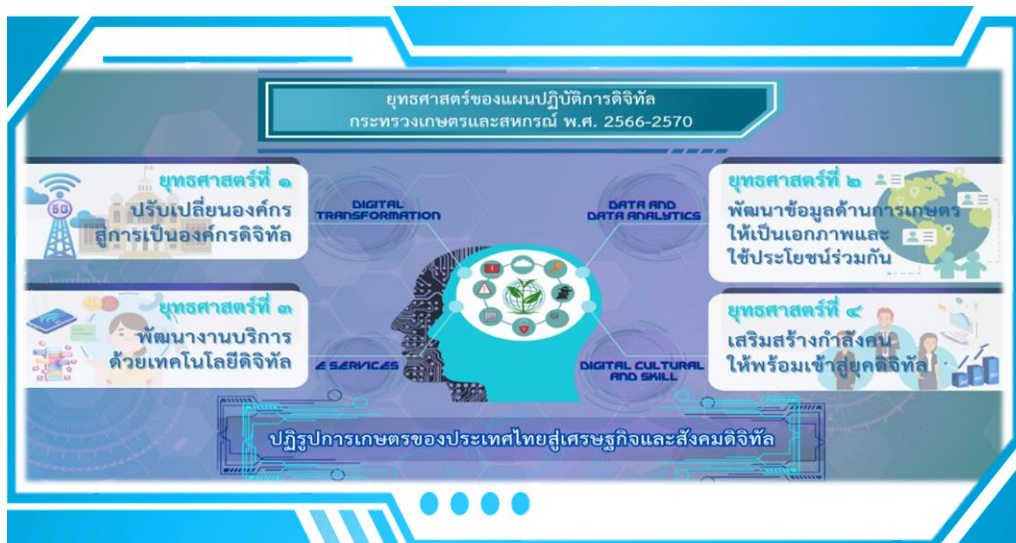 ยุทธศาสตร์ของแผนปฏิบัติการดิจิทัล
กระทรวงเกษตรและสหกรณ์ พ.ศ. 2566-2570
ยุทธศาสตร์ที่ ๑
ปรับเปลี่ยนองค์กร
สู่การเป็นองค์กรดิจิทัล
5G
DIGITAL
TRANSFORMATION
DATA AND
DATA ANALYTICS
ยุทธศาสตร์ที่ ๒
พัฒนาข้อมูลด้านการเกษตร
ให้เป็นเอกภาพและ
ใช้ประโยชน์ร่วมกัน
ยุทธศาสตร์ที่ ๓
พัฒนางานบริการ
ด้วยเทคโนโลยีดิจิทัล
E SERVICES
DIGITAL CULTURAL
AND SKILL
ยุทธศาสตร์ที่ ๔
เสริมสร้างกำลังคน
ให้พร้อมเข้าสู่ยุคดิจิทัล
ปฏิรูปการเกษตรของประเทศไทยสู่เศรษฐกิจและสังคมดิจิทัล